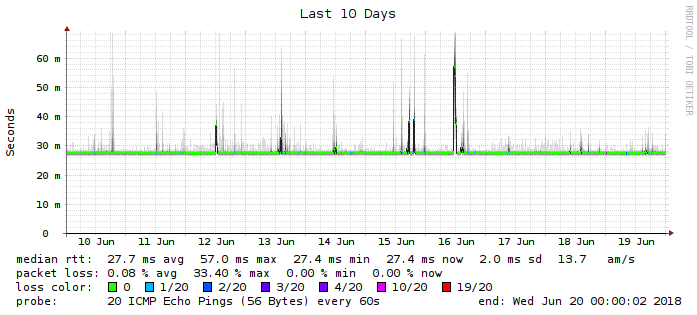 Last 10 Days
RRDTOOL / TOBI OETIKER
Seconds
60 m
50 m
40 m
30 m
20 m
10 m
0
10 Jun 11 Jun 12 Jun 13 Jun 14 Jun 15 Jun 16 Jun 17 Jun 18 Jun 19 Jun
median rtt: 27.7 ms avg 57.0 ms max 27.4 ms min 27.4 ms now 2.0 ms sd 13.7 am/s
packet loss: 0.08 % avg 33.40 % max 0.00 % min 0.00 % now
loss color: 0 1/20 2/20 3/20 4/20 10/20 19/20
probe: 20 ICMP Echo Pings (56 Bytes) every 60s end: Wed Jun 20 00:00:02 2018